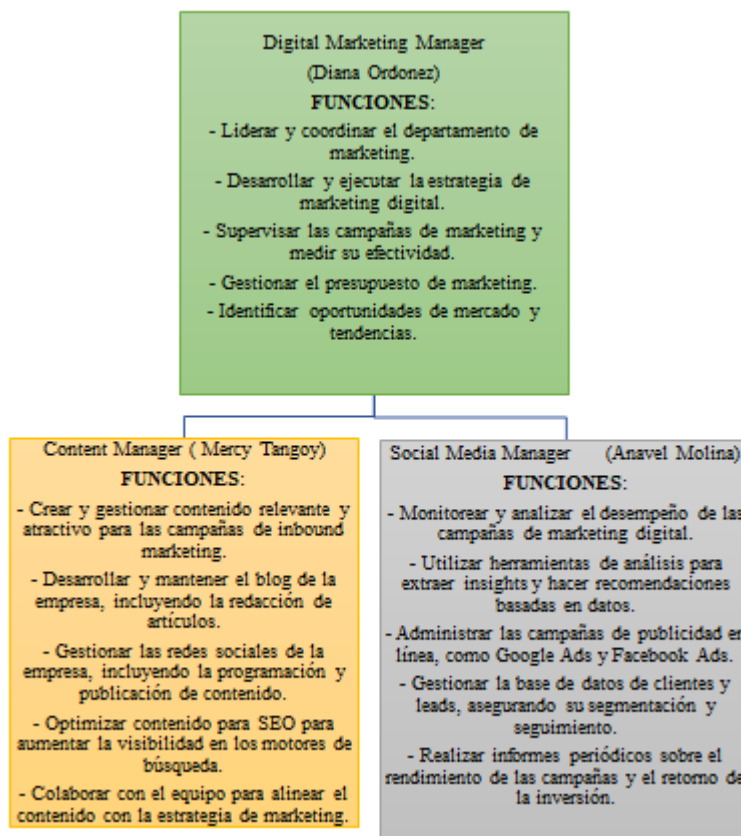 Digital Marketing Manager
(Diana Ordonez)
FUNCIONES:
- Liderar y coordinar el departamento de
marketing.
- Desarrollar y ejecutar la estrategia de
marketing digital.
- Supervisar las campañas de marketing y
medir su efectividad.
- Gestionar el presupuesto de marketing.
- Identificar oportunidades de mercado y
tendencias.
Content Manager ( Mercy Tangoy)
FUNCIONES:
- Crear y gestionar contenido relevante y
atractivo para las campañas de inbound
marketing.
- Desarrollar y mantener el blog de la
empresa, incluyendo la redacción de
artículos.
- Gestionar las redes sociales de la
empresa, incluyendo la programación y
publicación de contenido.
- Optimizar contenido para SEO para
aumentar la visibilidad en los motores de
búsqueda.
- Colaborar con el equipo para alinear el
contenido con la estrategia de marketing.
Social Media Manager (Anavel Molina)
FUNCIONES:
- Monitorear y analizar el desempeño de las
campañas de marketing digital.
- Utilizar herramientas de análisis para
extraer insights y hacer recomendaciones
basadas en datos.
- Administrar las campañas de publicidad en
línea, como Google Ads y Facebook Ads.
- Gestionar la base de datos de clientes y
leads, asegurando su segmentación y
seguimiento.
- Realizar informes periódicos sobre el
rendimiento de las campañas y el retorno de
la inversión.